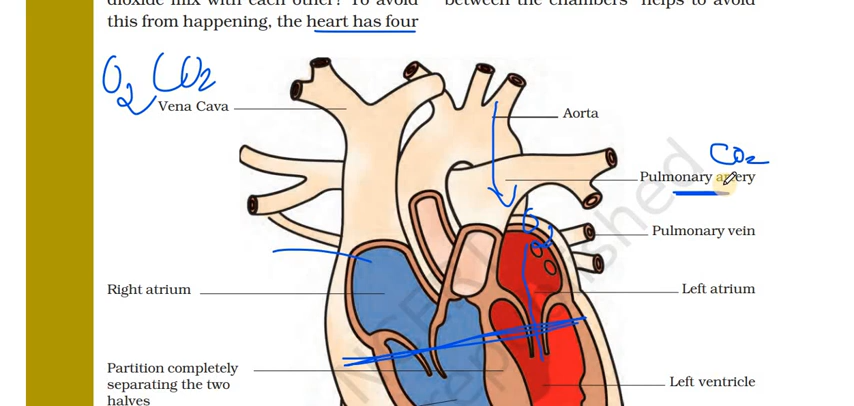 this from happening, the heart has four
O2 CO2
Vena Cava
Aorta
CO2
Pulmonary
Pulmonary vein
O2
Right atrium
Left atrium
Partition completely
separating the two
halves
Left ventricle